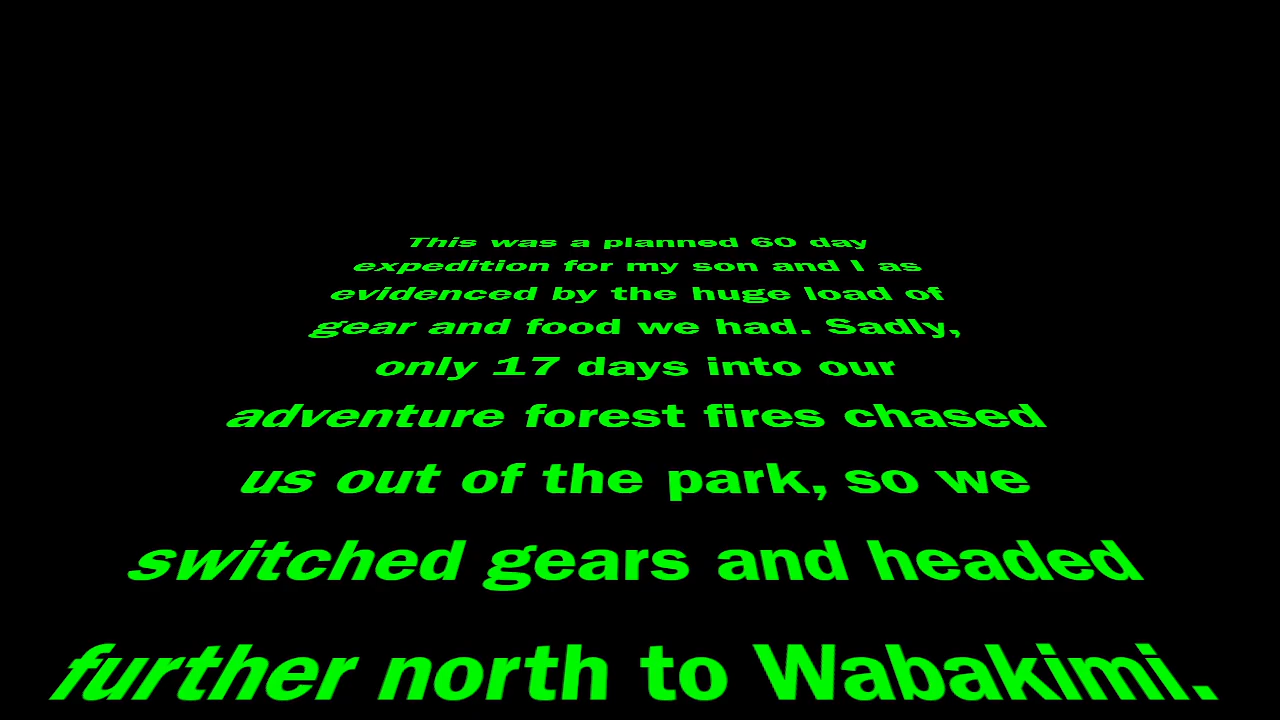 This was a planned 60 day
expedition for my son and I as
evidenced by the huge load of
gear and food we had. Sadly,
only 17 days into our
adventure forest fires chased
us out of the park, so we
switched gears and headed
further north to Wabakimi.